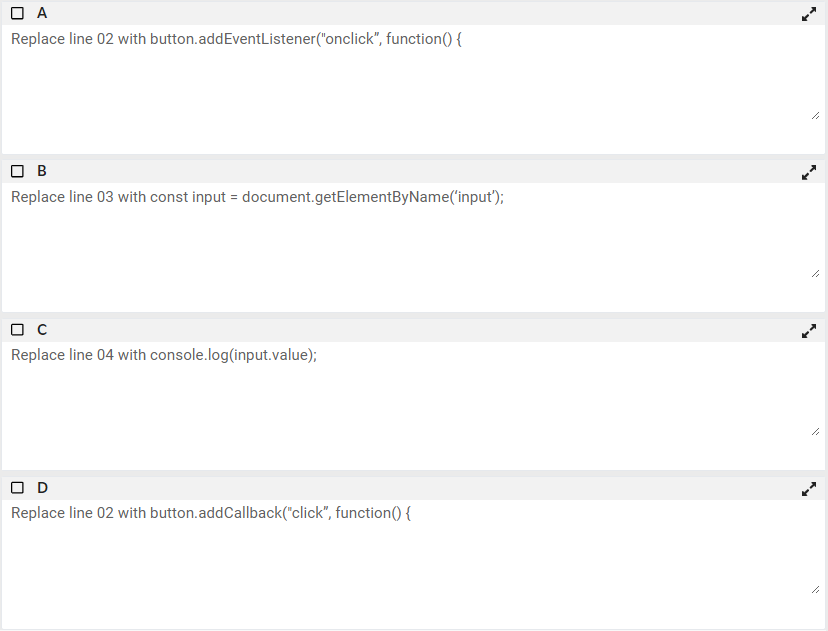 A
Replace line 02 with button.addEventListener("onclick”, function() {
B
Replace line 03 with const input = document.getElementByName(‘input’);
C
Replace line 04 with console.log(input.value);
D
Replace line 02 with button.addCallback("click”, function() {